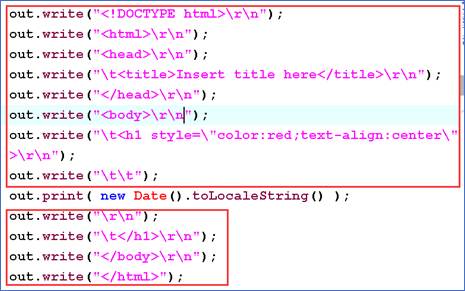 out.write("<!DOCTYPE html>\r\n");
out.write("<html>\r\n");
out.write("<head>\r\n");
out.write("\t<title>Insert title here</title>\r\n");
out.write("</head>\r\n");
out.write("<body>\r\n");
out.write("\t<h1 style=\"color:red;text-align:center\"
>\r\n");
out.write("\t\t");
out.print( new Date().toLocaleString() );
out.write("\r\n");
out.write("\t</h1>\r\n");
out.write("</body>\r\n");
out.write("</html>");